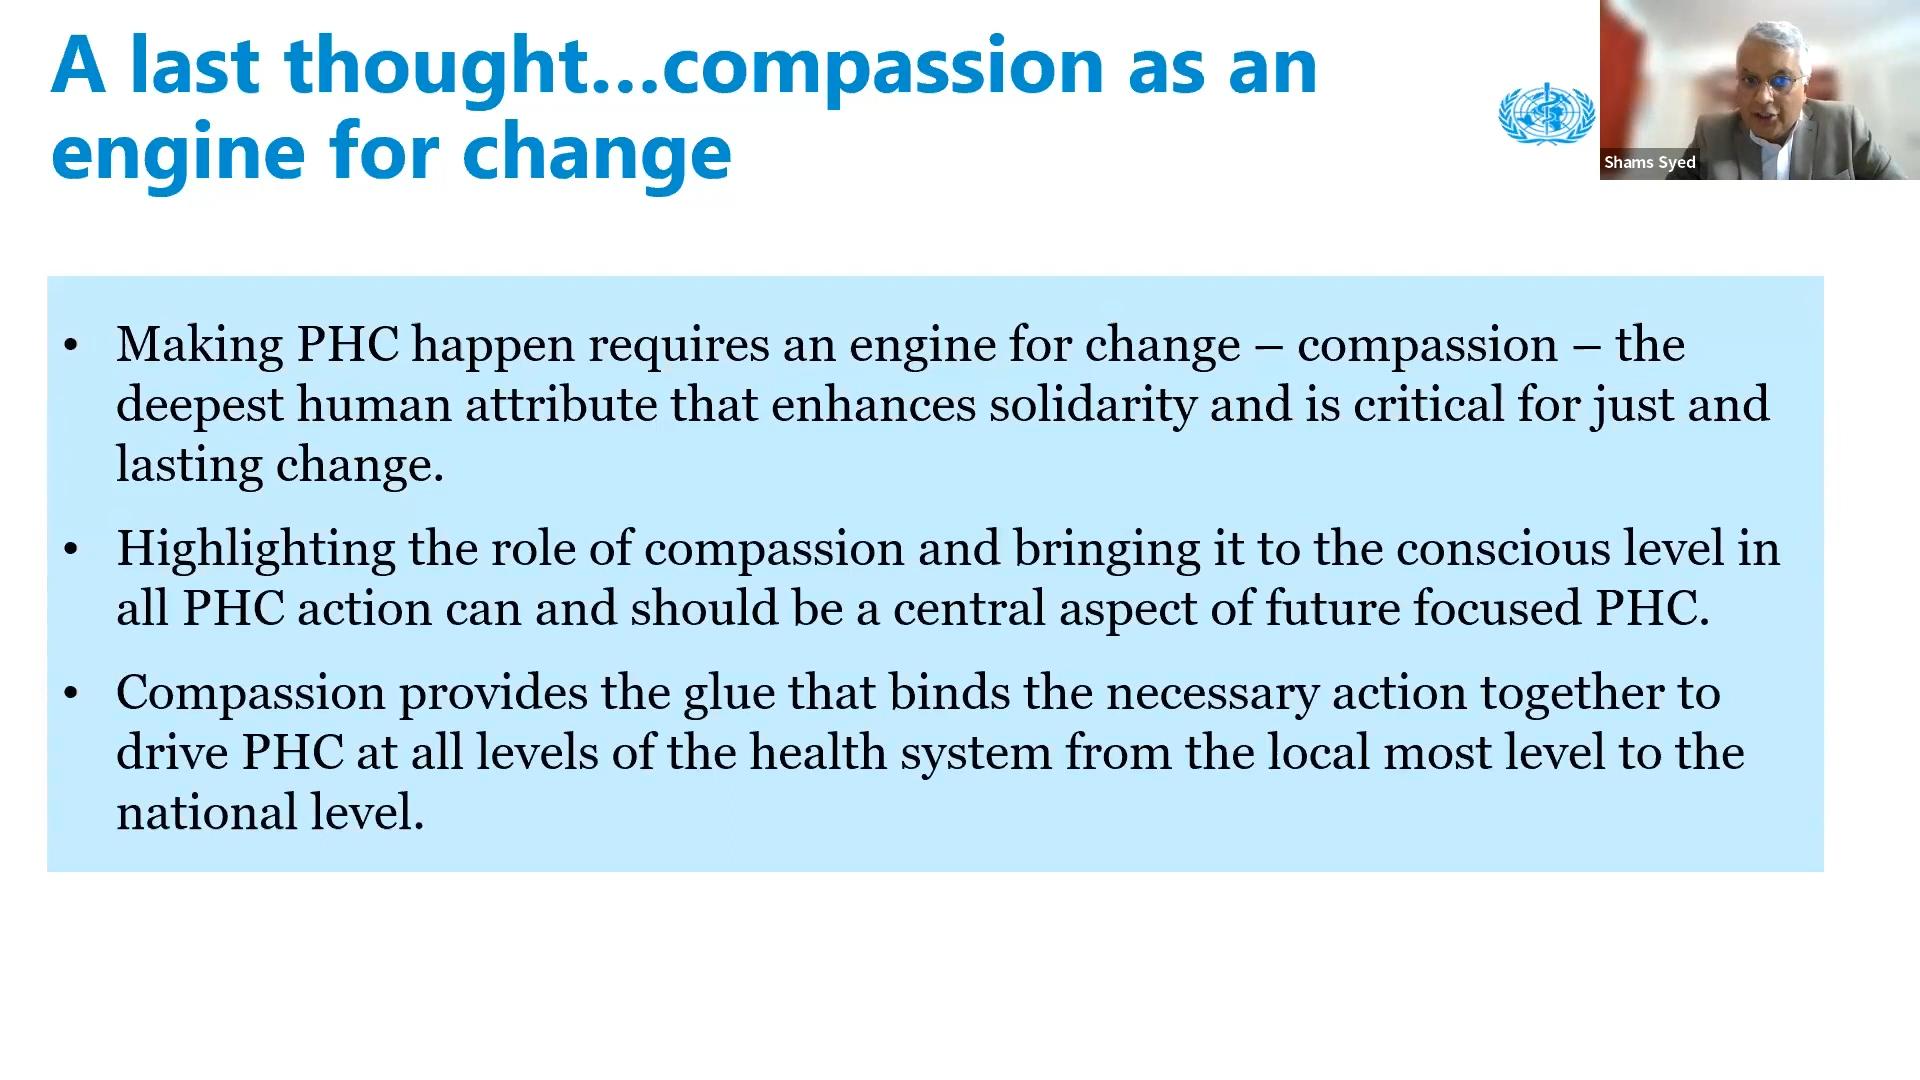 A last thought...compassion as an
engine for change
Shams Syed
• Making PHC happen requires an engine for change – compassion – the
deepest human attribute that enhances solidarity and is critical for just and
lasting change.
• Highlighting the role of compassion and bringing it to the conscious level in
all PHC action can and should be a central aspect of future focused PHC.
• Compassion provides the glue that binds the necessary action together to
drive PHC at all levels of the health system from the local most level to the
national level.